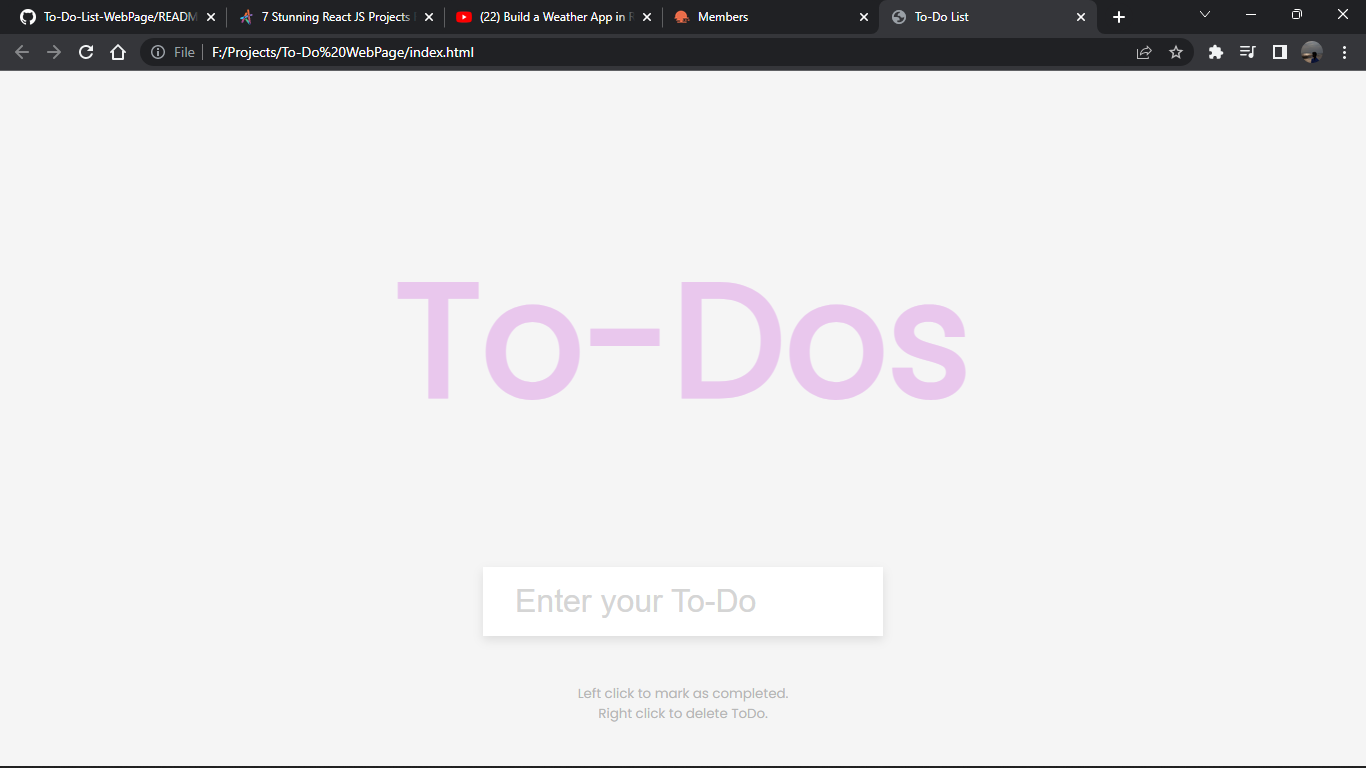 To-Do-List-WebPage/READM
7 Stunning React JS Projects
(22) Build a Weather App in R
Members
To-Do List
File
F:/Projects/To-Do%20WebPage/index.html
To-Dos
Enter your To-Do
Left click to mark as completed.
Right click to delete ToDo.